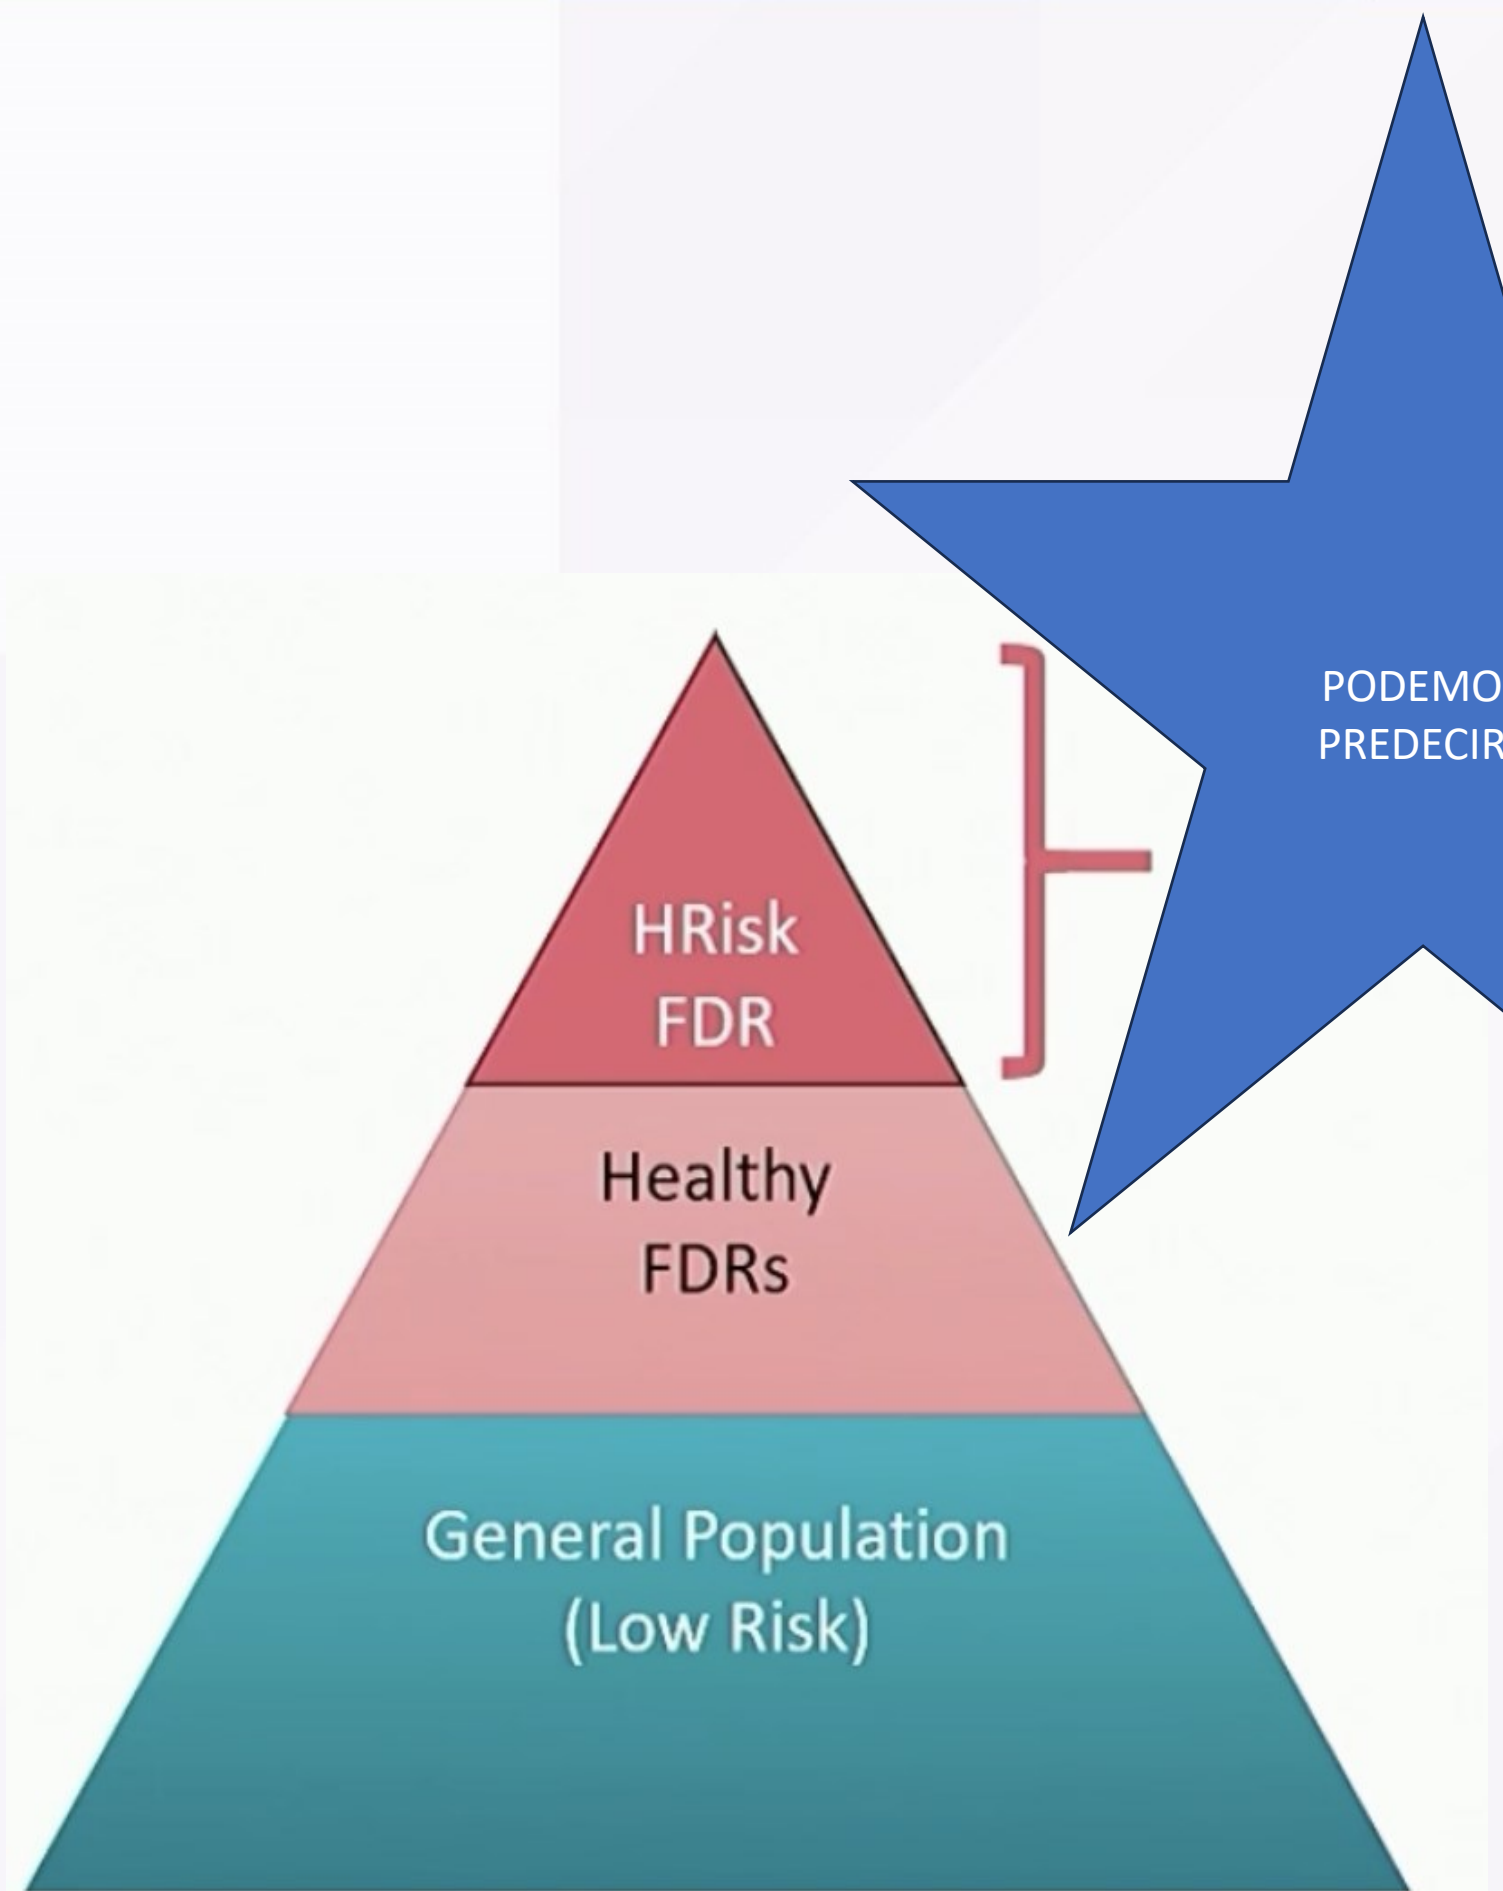 PODEMO
PREDECIR
HRisk
FDR
Healthy
FDRs
General Population
(Low Risk)